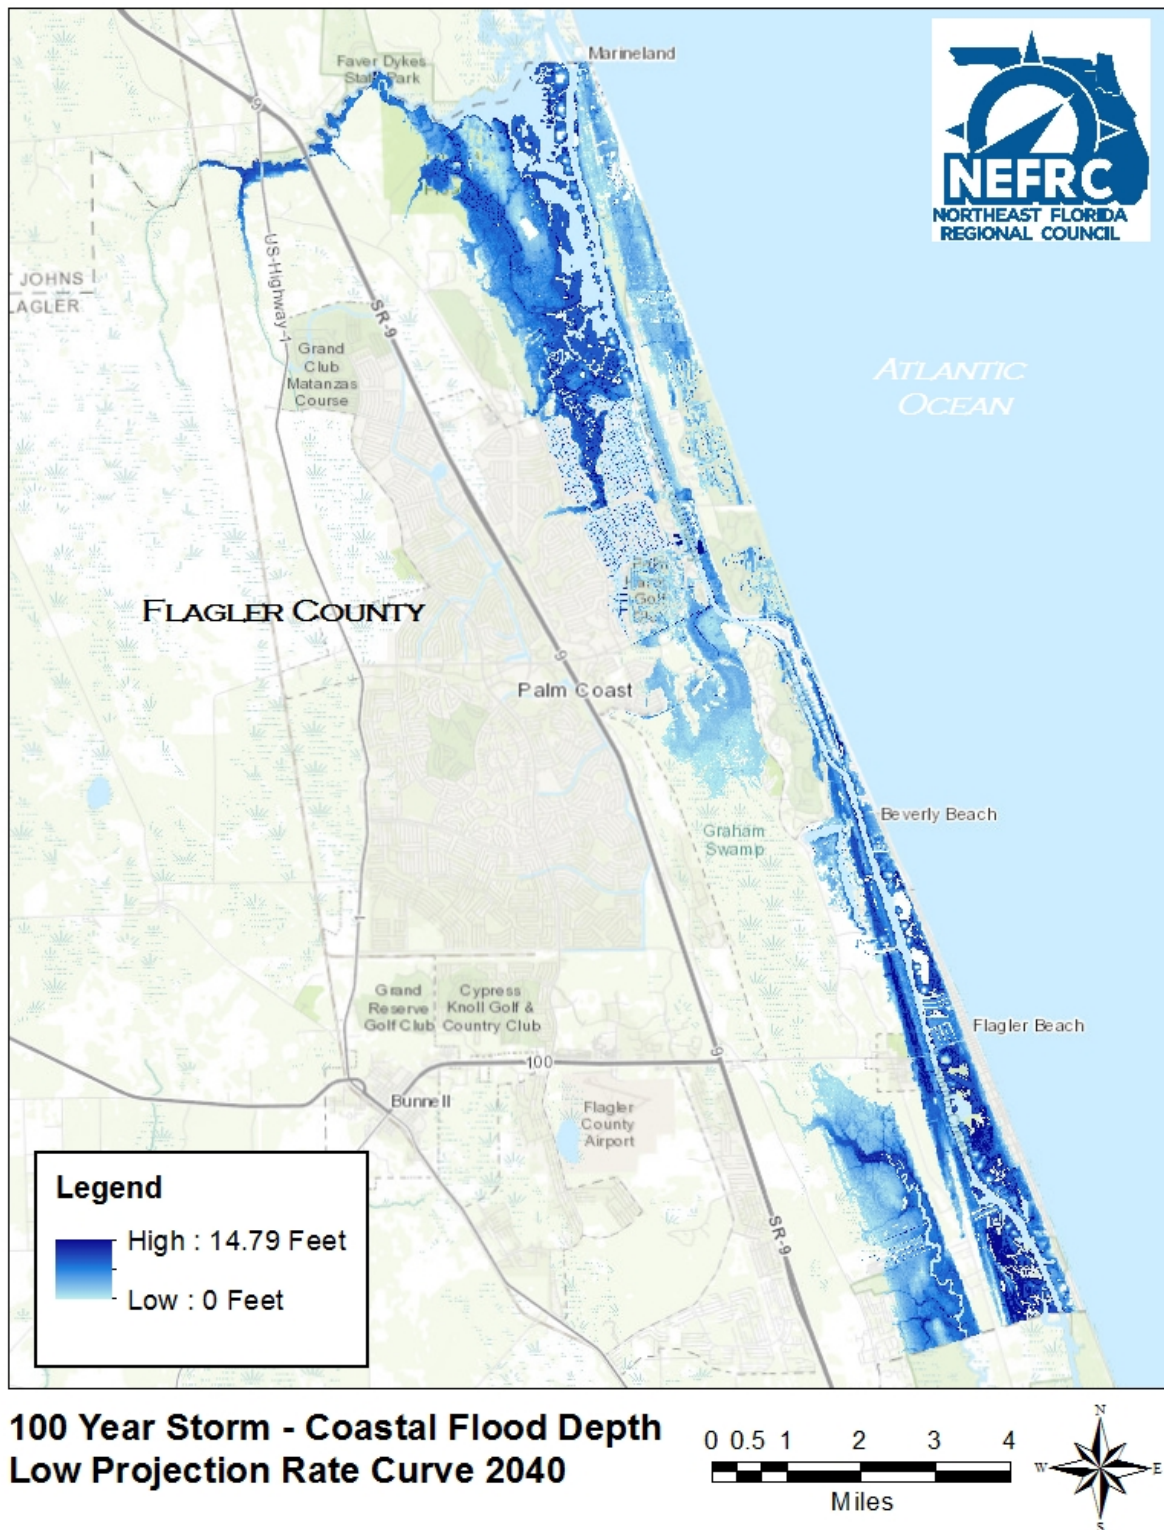 Marineland
Faver Dykes
State Park
NEFRC
NORTHEAST FLORIDA
REGIONAL COUNCIL
9
US-Highway-1
JOHNS
LAGLER
SR-9
Grand
Club
Matanzas
Course
ATLANTIC
OCEAN
FLAGLER COUNTY
Golf
9
Palm Coast
Beverly Beach
Graham
Swamp
1
Grand
Reserve
Golf Club
Cypress
Knoll Golf &
Country Club
Flagler Beach
100
9
Bunnell
Flagler
County
Airport
SR-9
Legend
High : 14.79 Feet
Low : 0 Feet
100 Year Storm - Coastal Flood Depth
Low Projection Rate Curve 2040
0 0.5 1 2 3 4
Miles
N
W E
S